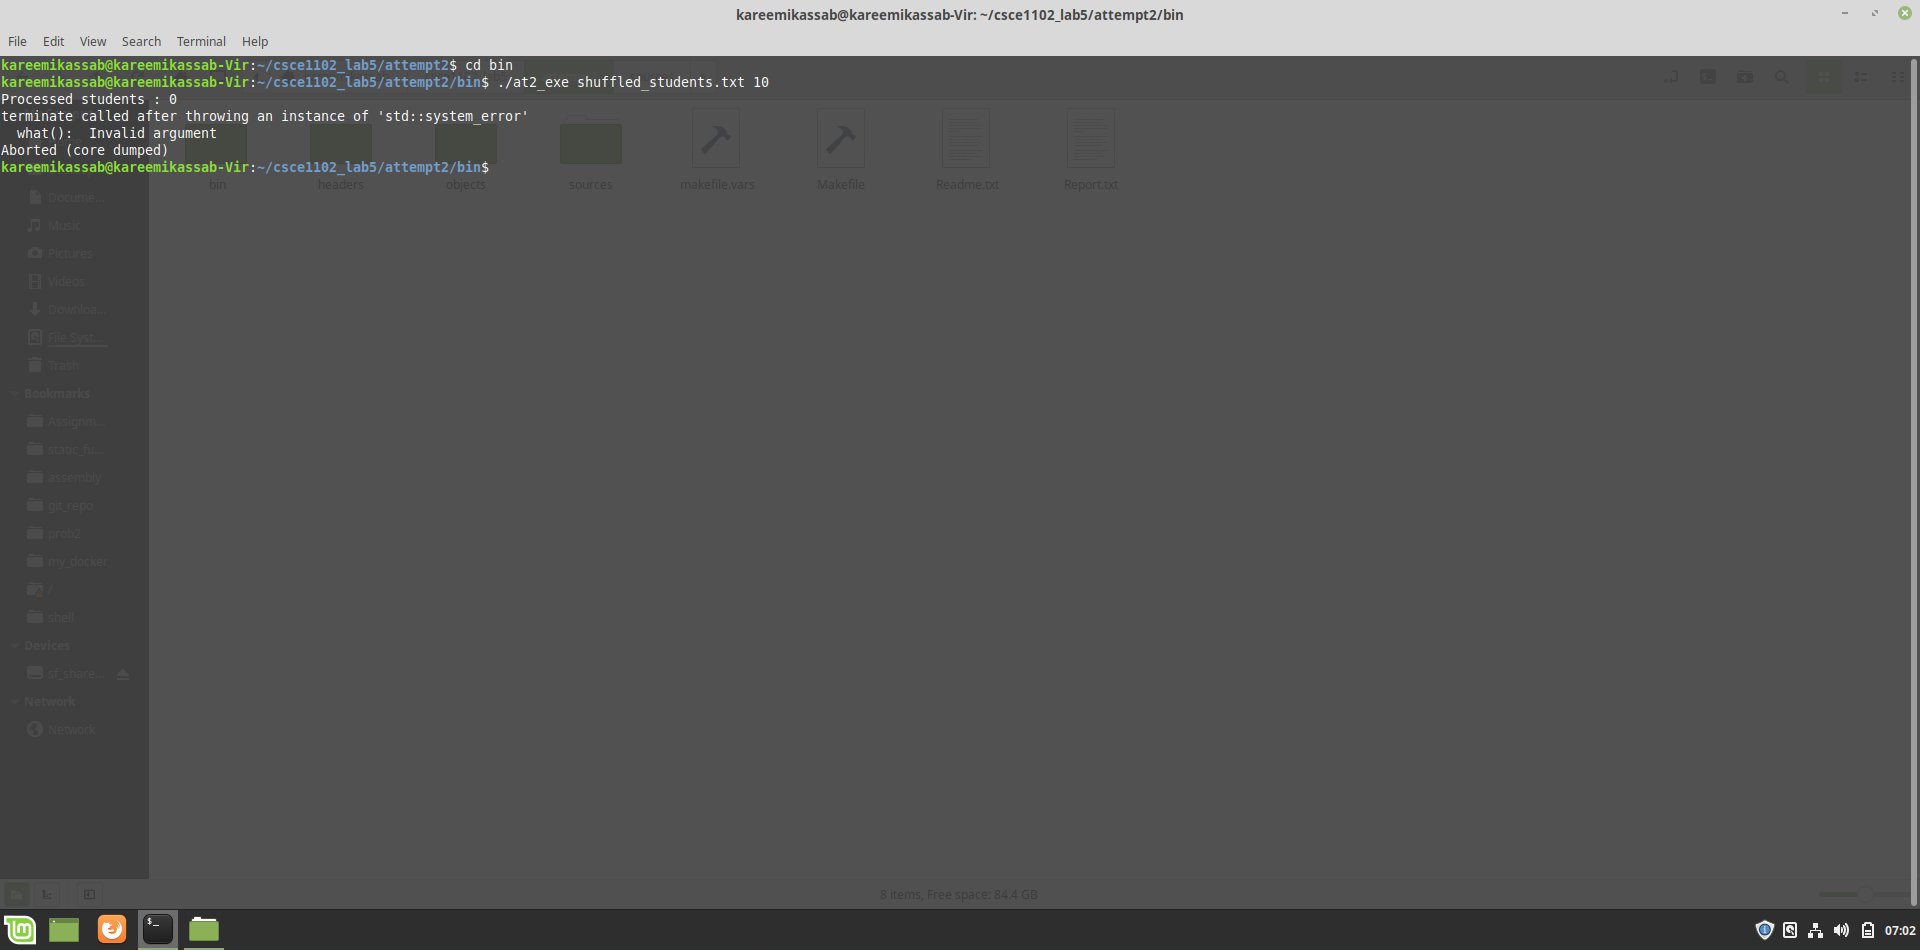 kareemikassab@kareemikassab-Vir: ~/csce1102_lab5/attempt2/bin
File Edit View Search Terminal Help
kareemikassab@kareemikassab-Vir:~/csce1102_lab5/attempt2$ cd bin
kareemikassab@kareemikassab-Vir:~/csce1102_lab5/attempt2/bin$ ./at2_exe shuffled_students.txt 10
Processed students : 0
terminate called after throwing an instance of 'std::system_error'
  what():  Invalid argument
Aborted (core dumped)
kareemikassab@kareemikassab-Vir:~/csce1102_lab5/attempt2/bin$
bin headers objects sources makefile.vars Makefile Readme.txt Report.txt
Docume...
Music
Pictures
Videos
Downloa...
File Syst...
Trash
Bookmarks
Assignm...
static_fu...
assembly
gg_repo
prob2
my_docker
/
shell
Devices
sf_share...
Network
Network
8 items, Free space: 84.4 GB
07:02